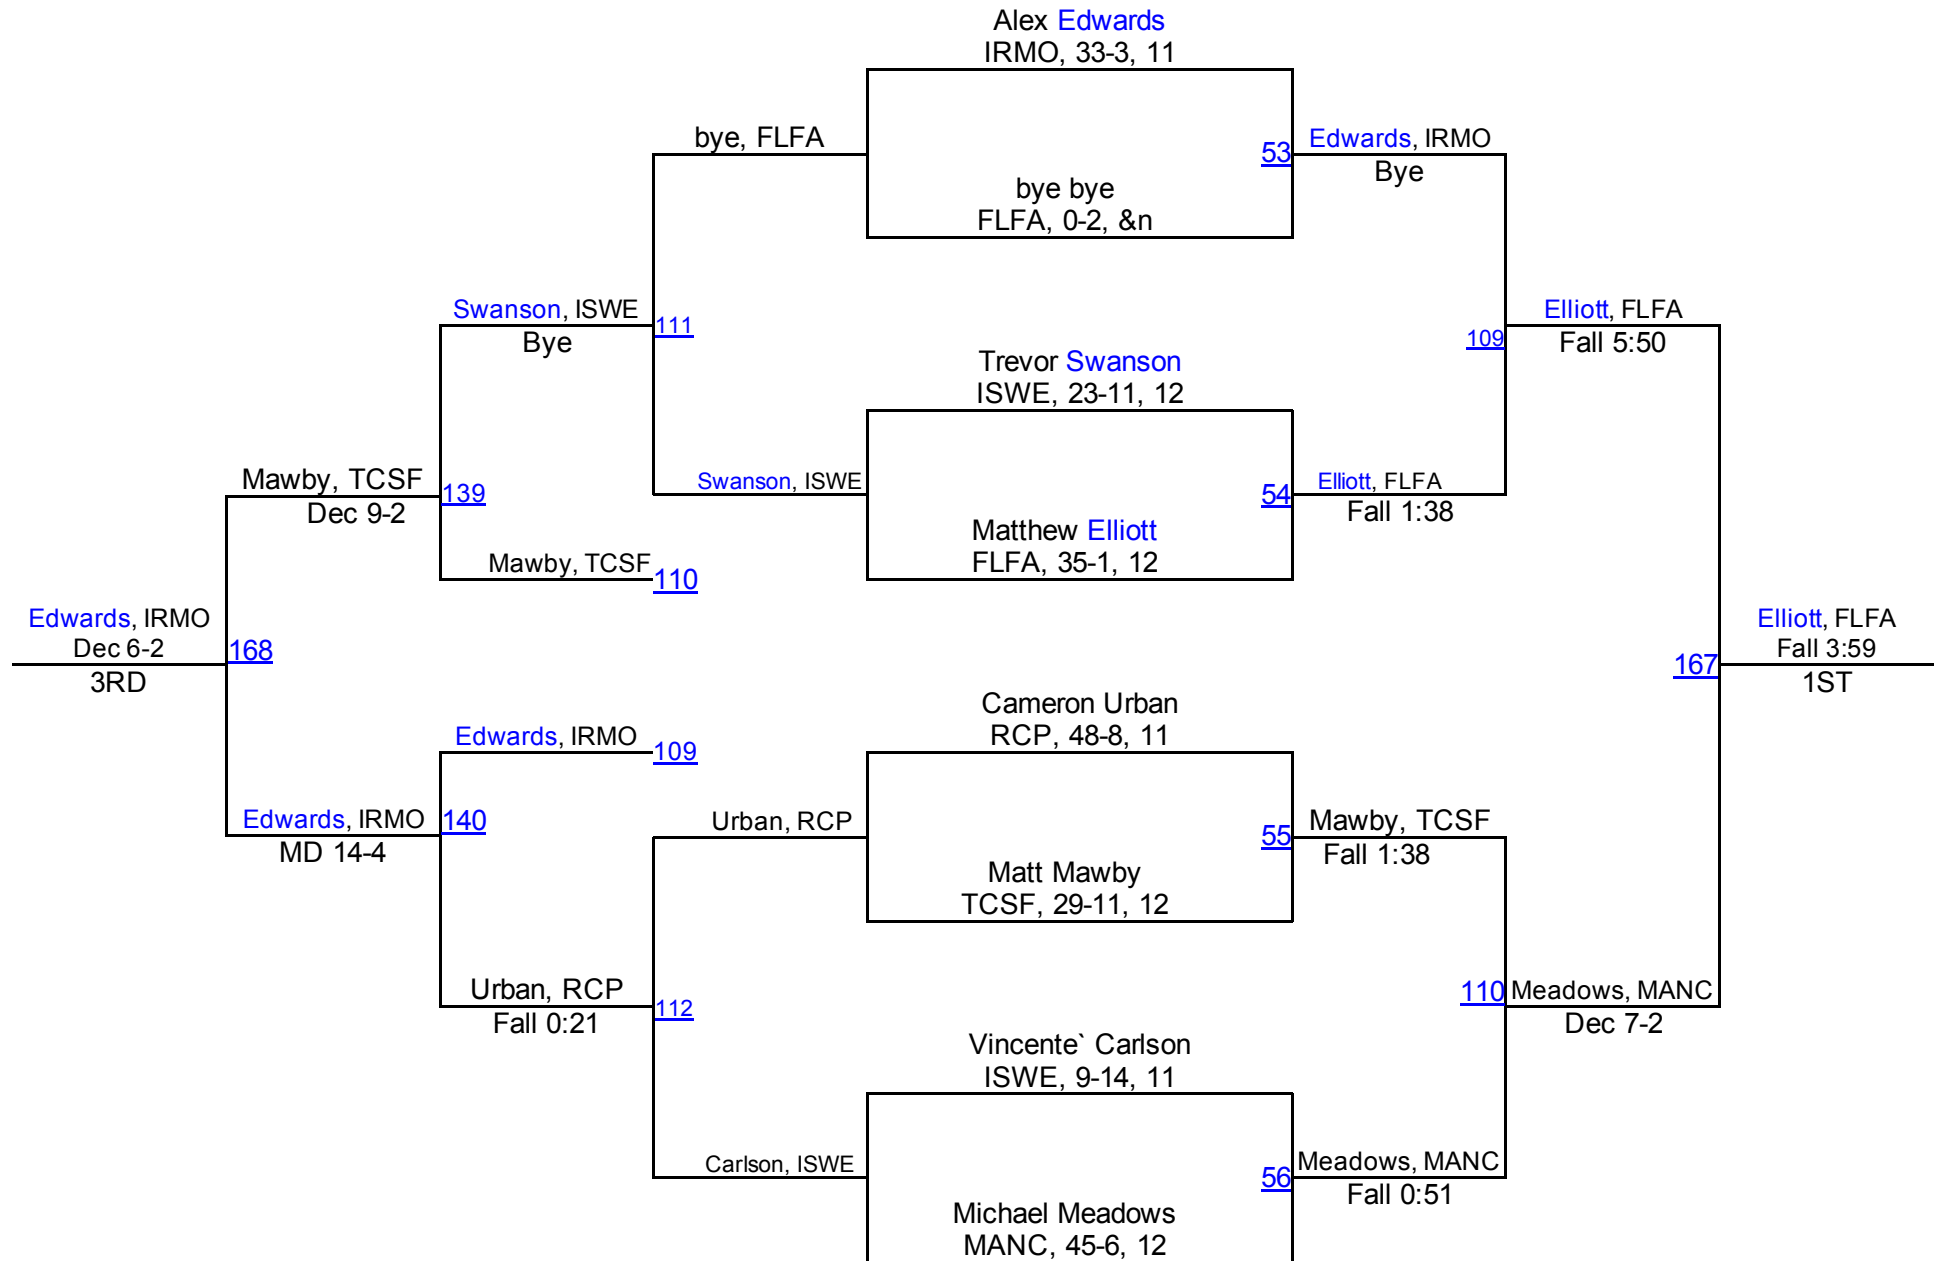 Alex Edwards
IRMO, 33-3, 11
bye, FLFA
53
Edwards, IRMO
Bye
bye bye
FLFA, 0-2, &n
Swanson, ISWE
Bye
111
109
Elliott, FLFA
Fall 5:50
Trevor Swanson
ISWE, 23-11, 12
Mawby, TCSF
Dec 9-2
139
Swanson, ISWE
54
Elliott, FLFA
Fall 1:38
Matthew Elliott
FLFA, 35-1, 12
Mawby, TCSF
110
Edwards, IRMO
Dec 6-2
3RD
168
167
Elliott, FLFA
Fall 3:59
1ST
Cameron Urban
RCP, 48-8, 11
Edwards, IRMO
109
Edwards, IRMO
MD 14-4
140
Urban, RCP
55
Mawby, TCSF
Fall 1:38
Matt Mawby
TCSF, 29-11, 12
Urban, RCP
Fall 0:21
112
110
Meadows, MANC
Dec 7-2
Vincente` Carlson
ISWE, 9-14, 11
Carlson, ISWE
56
Meadows, MANC
Fall 0:51
Michael Meadows
MANC, 45-6, 12